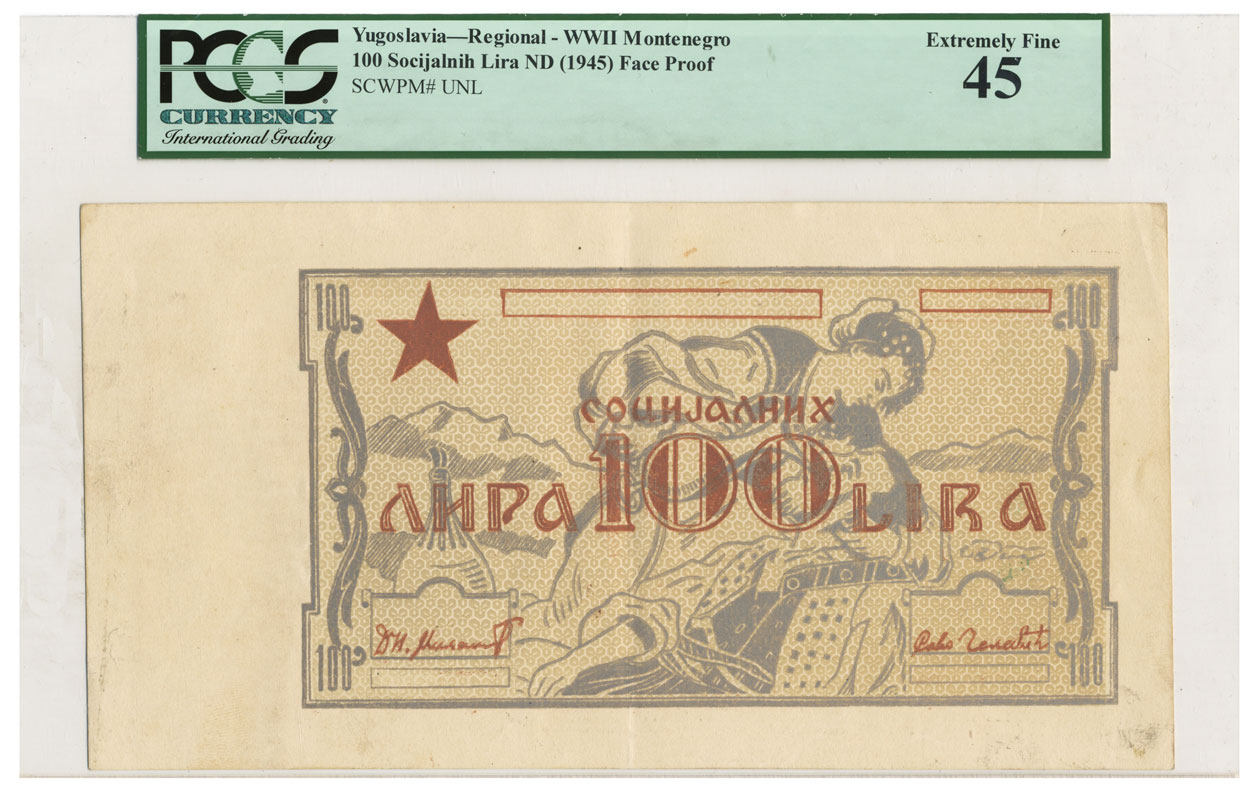 PCGS
CURRENCY
International Grading
Yugoslavia—Regional - WWII Montenegro
100 Socijalnih Lira ND (1945) Face Proof
SCWPM# UNL
Extremely Fine
45
100 100
СОЦИЈАЛНИХ
ЛИРА 100 LIRA
100 100